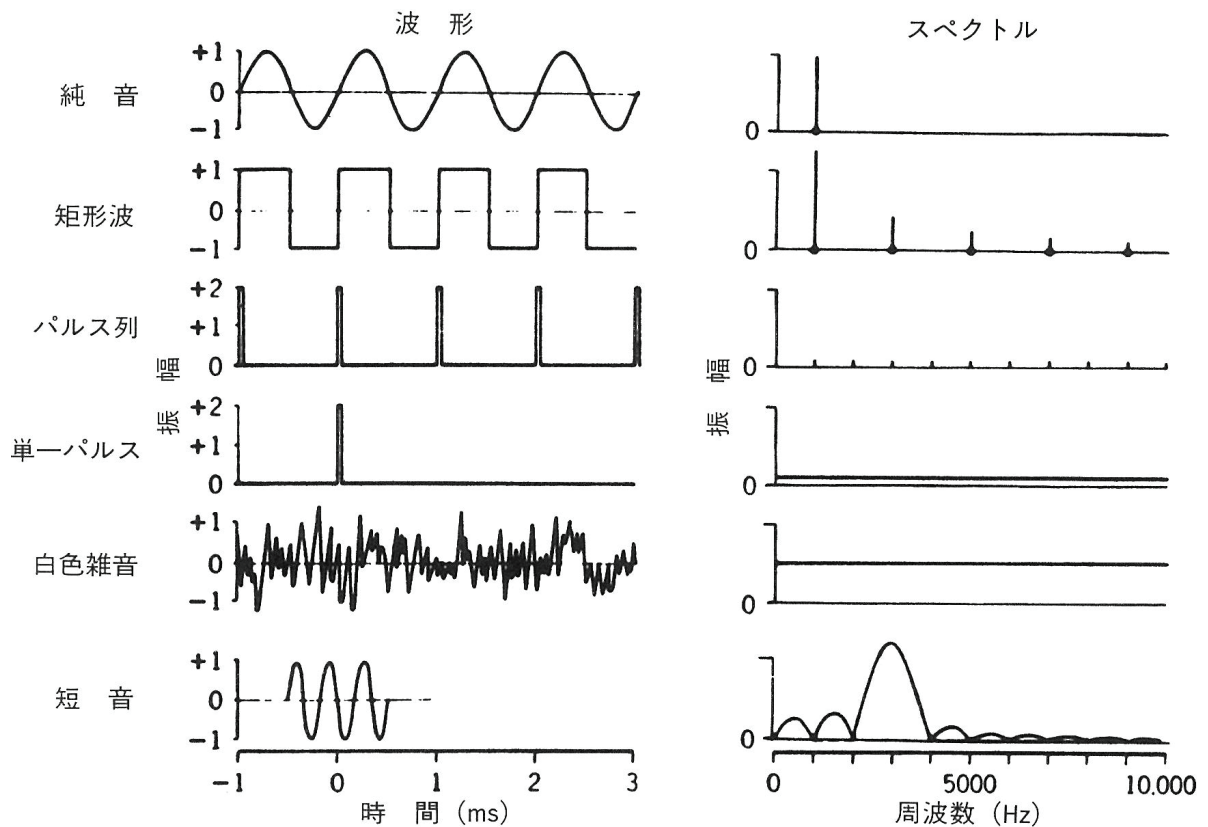 波 形
スペクトル
純 音
+1
0
−1
0
矩形波
+1
0
−1
0
パルス列
+2
+1
0
0
単一パルス
+2
+1
0
0
振 幅
振 幅
白色雑音
+1
0
−1
0
短 音
+1
0
−1
0
−1 0 1 2 3
時 間 (ms)
0 5000 10.000
周波数 (Hz)